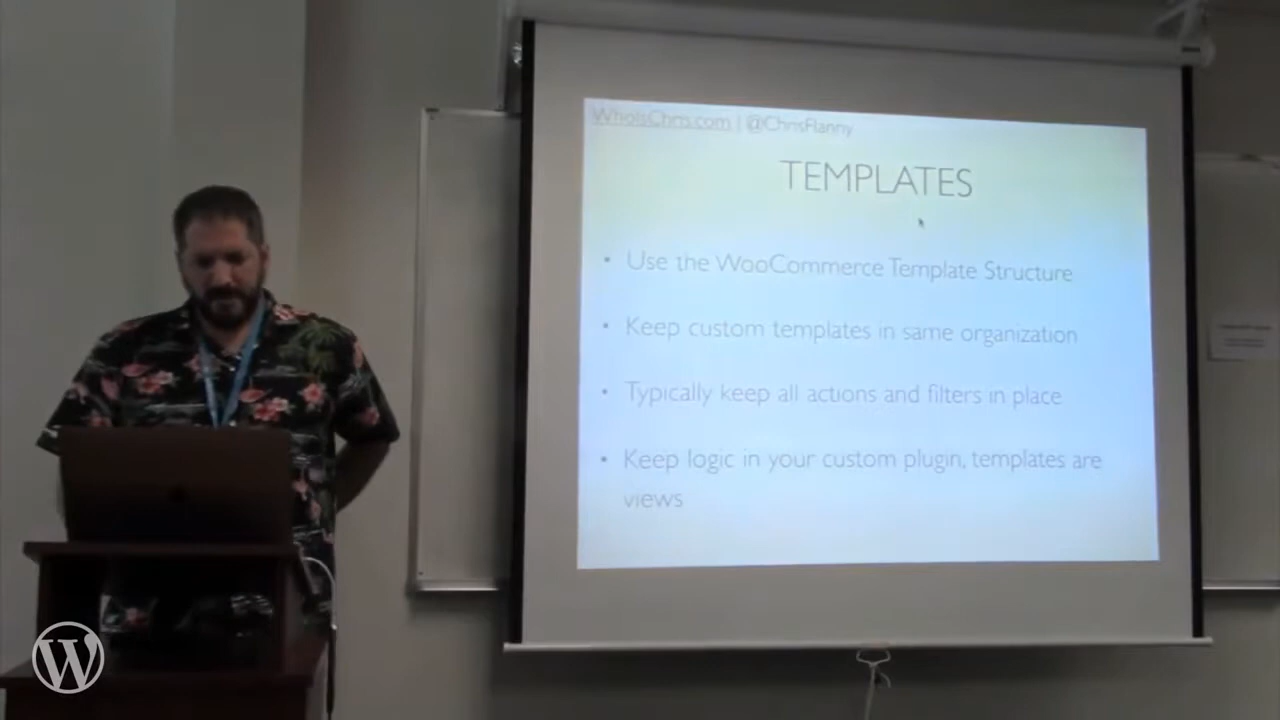 WhoIsChris.com | @ChrisFlanny
TEMPLATES
• Use the WooCommerce Template Structure
• Keep custom templates in same organization
• Typically keep all actions and filters in place
• Keep logic in your custom plugin, templates are
views